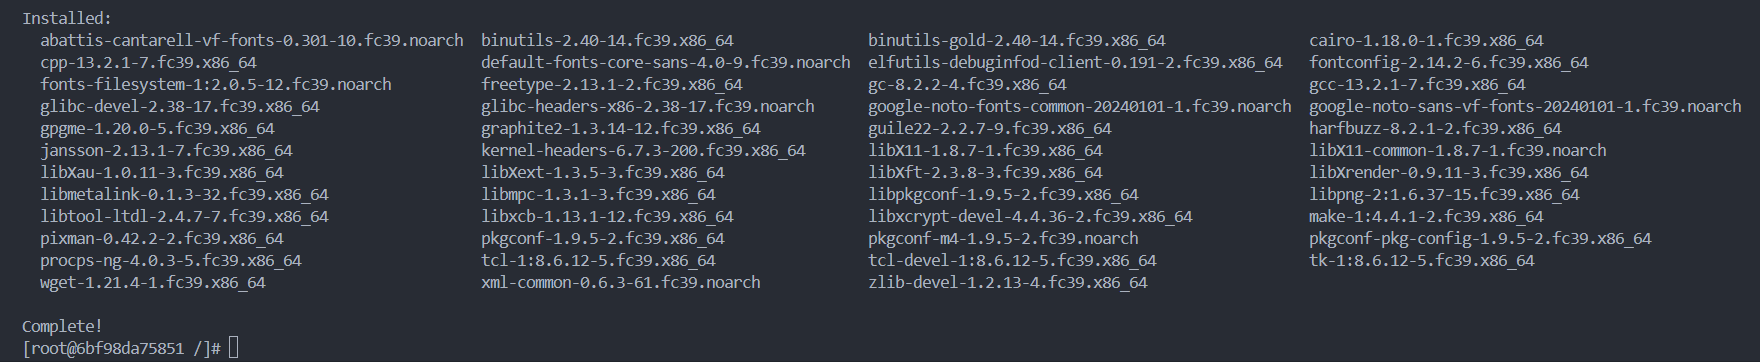 Installed:
abattis-cantarell-vf-fonts-0.301-10.fc39.noarch binutils-2.40-14.fc39.x86_64 binutils-gold-2.40-14.fc39.x86_64 cairo-1.18.0-1.fc39.x86_64
cpp-13.2.1-7.fc39.x86_64 default-fonts-core-sans-4.0-9.fc39.noarch elfutils-debuginfod-client-0.191-2.fc39.x86_64 fontconfig-2.14.2-6.fc39.x86_64
fonts-filesystem-1:2.0.5-12.fc39.noarch freetype-2.13.1-2.fc39.x86_64 gc-8.2.2-4.fc39.x86_64 gcc-13.2.1-7.fc39.x86_64
glibc-devel-2.38-17.fc39.x86_64 glibc-headers-x86-2.38-17.fc39.noarch google-noto-fonts-common-20240101-1.fc39.noarch google-noto-sans-vf-fonts-20240101-1.fc39.noarch
gpgme-1.20.0-5.fc39.x86_64 graphite2-1.3.14-12.fc39.x86_64 guile22-2.2.7-9.fc39.x86_64 harfbuzz-8.2.1-2.fc39.x86_64
jansson-2.13.1-7.fc39.x86_64 kernel-headers-6.7.3-200.fc39.x86_64 libX11-1.8.7-1.fc39.x86_64 libX11-common-1.8.7-1.fc39.noarch
libXau-1.0.11-3.fc39.x86_64 libXext-1.3.5-3.fc39.x86_64 libXft-2.3.8-3.fc39.x86_64 libXrender-0.9.11-3.fc39.x86_64
libmetalink-0.1.3-32.fc39.x86_64 libmpc-1.3.1-3.fc39.x86_64 libpkgconf-1.9.5-2.fc39.x86_64 libpng-2:1.6.37-15.fc39.x86_64
libtool-ltdl-2.4.7-7.fc39.x86_64 libxcb-1.13.1-12.fc39.x86_64 libxcrypt-devel-4.4.36-2.fc39.x86_64 make-1:4.4.1-2.fc39.x86_64
pixman-0.42.2-2.fc39.x86_64 pkgconf-1.9.5-2.fc39.x86_64 pkgconf-m4-1.9.5-2.fc39.noarch pkgconf-pkg-config-1.9.5-2.fc39.x86_64
procps-ng-4.0.3-5.fc39.x86_64 tcl-1:8.6.12-5.fc39.x86_64 tcl-devel-1:8.6.12-5.fc39.x86_64 tk-1:8.6.12-5.fc39.x86_64
wget-1.21.4-1.fc39.x86_64 xml-common-0.6.3-61.fc39.noarch zlib-devel-1.2.13-4.fc39.x86_64
Complete!
[root@6bf98da75851 /]#